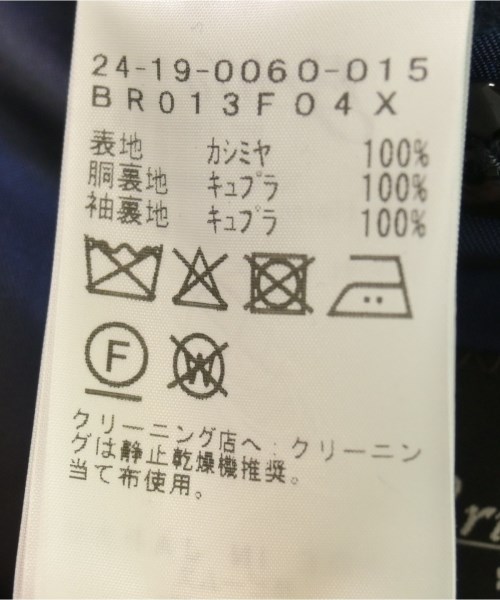 24-19-0060-015
BR013F04X
表地 カシミヤ 100%
胴裏地 キュプラ 100%
袖裏地 キュプラ 100%
F
W
クリーニング店へ:クリーニン
グは静止乾燥機推奨。
当て布使用。